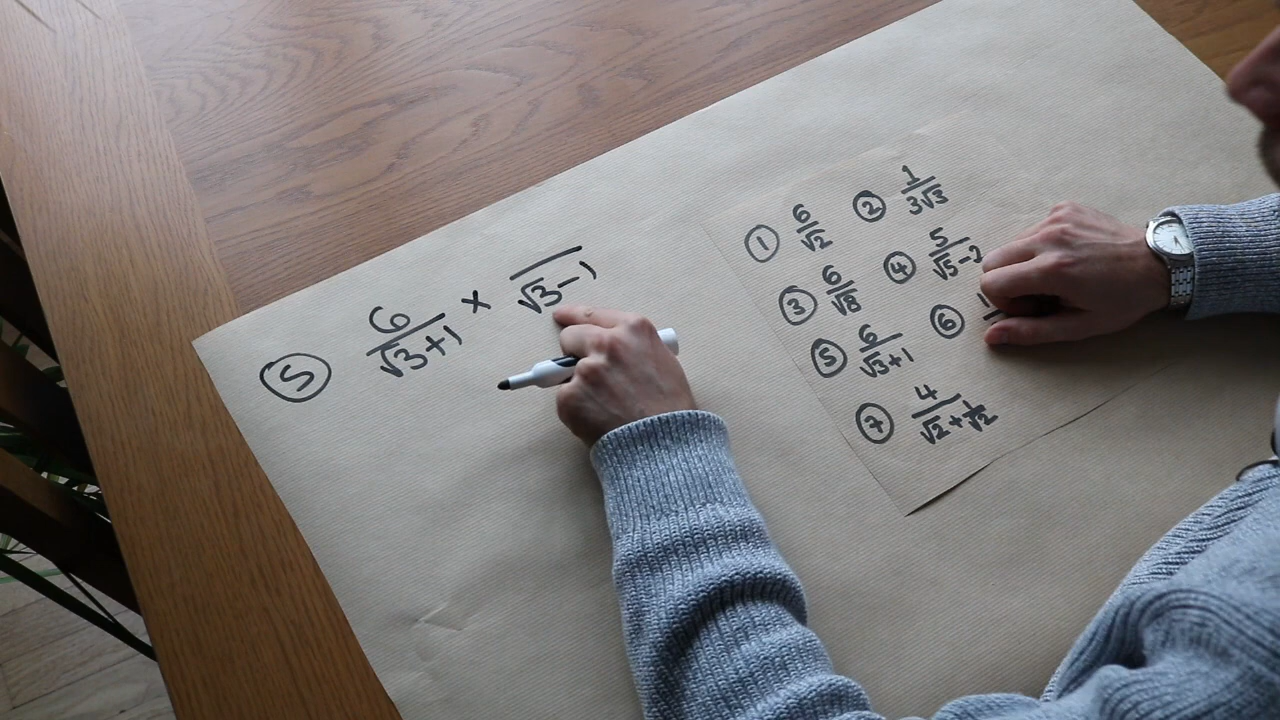 ⑤ 6/(√3+1) × /(√3-1)
① 6/√2 ② 1/(3√3)
③ 6/√8 ④ 5/(√5-2)
⑤ 6/(√3+1) ⑥
⑦ 4/(√2+1/√2)